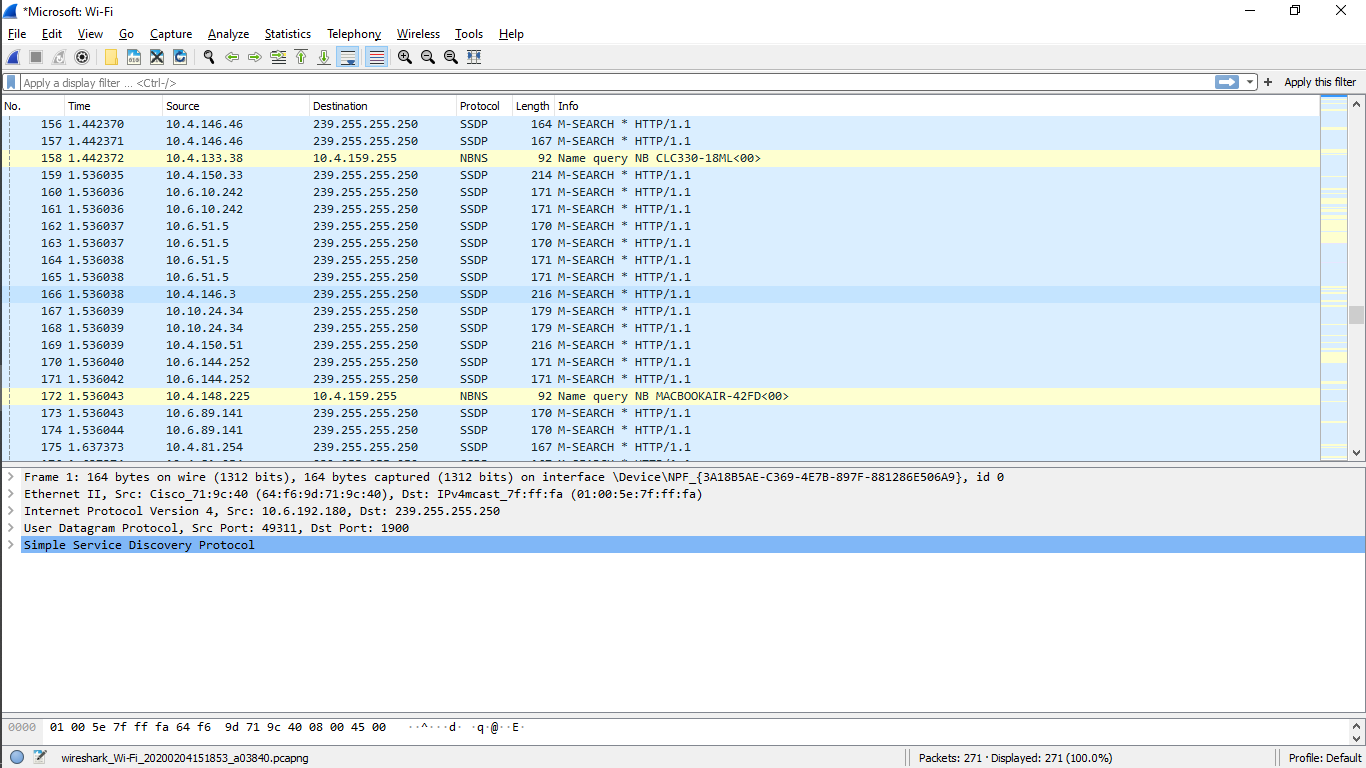 *Microsoft: Wi-Fi
File Edit View Go Capture Analyze Statistics Telephony Wireless Tools Help
Apply a display filter ... <Ctrl-/> + Apply this filter
No. Time Source Destination Protocol Length Info
156 1.442370 10.4.146.46 239.255.255.250 SSDP 164 M-SEARCH * HTTP/1.1
157 1.442371 10.4.146.46 239.255.255.250 SSDP 167 M-SEARCH * HTTP/1.1
158 1.442372 10.4.133.38 10.4.159.255 NBNS 92 Name query NB CLC330-18ML<00>
159 1.536035 10.4.150.33 239.255.255.250 SSDP 214 M-SEARCH * HTTP/1.1
160 1.536036 10.6.10.242 239.255.255.250 SSDP 171 M-SEARCH * HTTP/1.1
161 1.536036 10.6.10.242 239.255.255.250 SSDP 171 M-SEARCH * HTTP/1.1
162 1.536037 10.6.51.5 239.255.255.250 SSDP 170 M-SEARCH * HTTP/1.1
163 1.536037 10.6.51.5 239.255.255.250 SSDP 170 M-SEARCH * HTTP/1.1
164 1.536038 10.6.51.5 239.255.255.250 SSDP 171 M-SEARCH * HTTP/1.1
165 1.536038 10.6.51.5 239.255.255.250 SSDP 171 M-SEARCH * HTTP/1.1
166 1.536038 10.4.146.3 239.255.255.250 SSDP 216 M-SEARCH * HTTP/1.1
167 1.536039 10.10.24.34 239.255.255.250 SSDP 179 M-SEARCH * HTTP/1.1
168 1.536039 10.10.24.34 239.255.255.250 SSDP 179 M-SEARCH * HTTP/1.1
169 1.536039 10.4.150.51 239.255.255.250 SSDP 216 M-SEARCH * HTTP/1.1
170 1.536040 10.6.144.252 239.255.255.250 SSDP 171 M-SEARCH * HTTP/1.1
171 1.536042 10.6.144.252 239.255.255.250 SSDP 171 M-SEARCH * HTTP/1.1
172 1.536043 10.4.148.225 10.4.159.255 NBNS 92 Name query NB MACBOOKAIR-42FD<00>
173 1.536043 10.6.89.141 239.255.255.250 SSDP 170 M-SEARCH * HTTP/1.1
174 1.536044 10.6.89.141 239.255.255.250 SSDP 170 M-SEARCH * HTTP/1.1
175 1.637373 10.4.81.254 239.255.255.250 SSDP 167 M-SEARCH * HTTP/1.1
Frame 1: 164 bytes on wire (1312 bits), 164 bytes captured (1312 bits) on interface \Device\NPF_{3A18B5AE-C369-4E7B-897F-881286E506A9}, id 0
Ethernet II, Src: Cisco_71:9c:40 (64:f6:9d:71:9c:40), Dst: IPv4mcast_7f:ff:fa (01:00:5e:7f:ff:fa)
Internet Protocol Version 4, Src: 10.6.192.180, Dst: 239.255.255.250
User Datagram Protocol, Src Port: 49311, Dst Port: 1900
Simple Service Discovery Protocol
0000 01 00 5e 7f ff fa 64 f6 9d 71 9c 40 08 00 45 00 ··^···d· ·q·@··E·
wireshark_Wi-Fi_20200204151853_a03840.pcapng Packets: 271 · Displayed: 271 (100.0%) Profile: Default